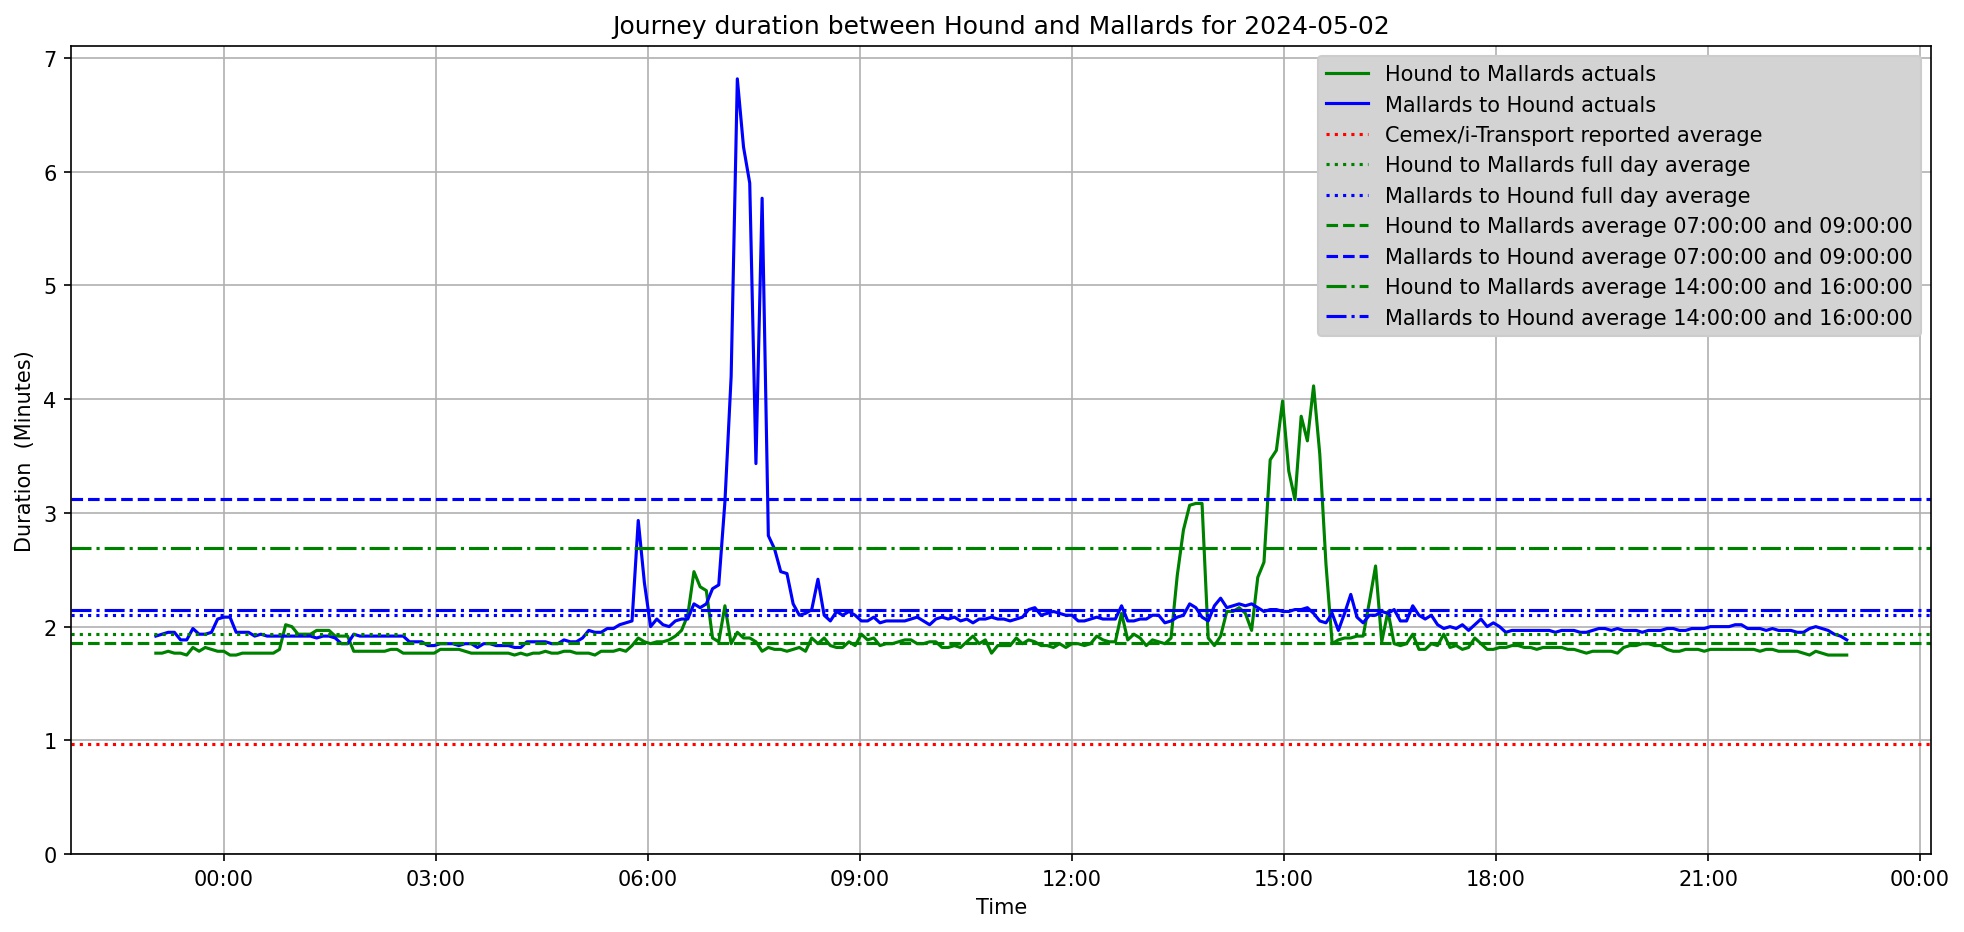 Journey duration between Hound and Mallards for 2024-05-02
Hound to Mallards actuals
Mallards to Hound actuals
Cemex/i-Transport reported average
Hound to Mallards full day average
Mallards to Hound full day average
Hound to Mallards average 07:00:00 and 09:00:00
Mallards to Hound average 07:00:00 and 09:00:00
Hound to Mallards average 14:00:00 and 16:00:00
Mallards to Hound average 14:00:00 and 16:00:00
Duration (Minutes)
7
6
5
4
3
2
1
0
00:00 03:00 06:00 09:00 12:00 15:00 18:00 21:00 00:00
Time